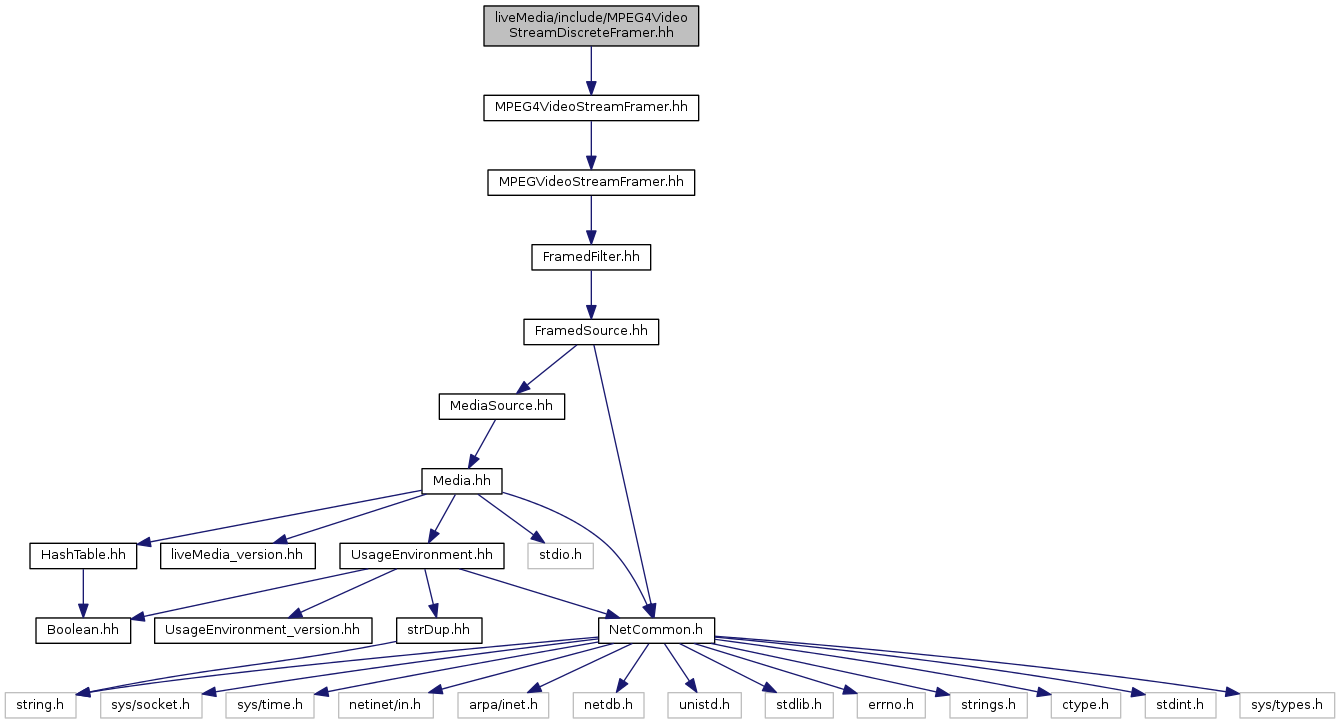 liveMedia/include/MPEG4Video
StreamDiscreteFramer.hh
MPEG4VideoStreamFramer.hh
MPEGVideoStreamFramer.hh
FramedFilter.hh
FramedSource.hh
MediaSource.hh
Media.hh
HashTable.hh
liveMedia_version.hh
UsageEnvironment.hh
stdio.h
Boolean.hh
UsageEnvironment_version.hh
strDup.hh
NetCommon.h
string.h
sys/socket.h
sys/time.h
netinet/in.h
arpa/inet.h
netdb.h
unistd.h
stdlib.h
errno.h
strings.h
ctype.h
stdint.h
sys/types.h